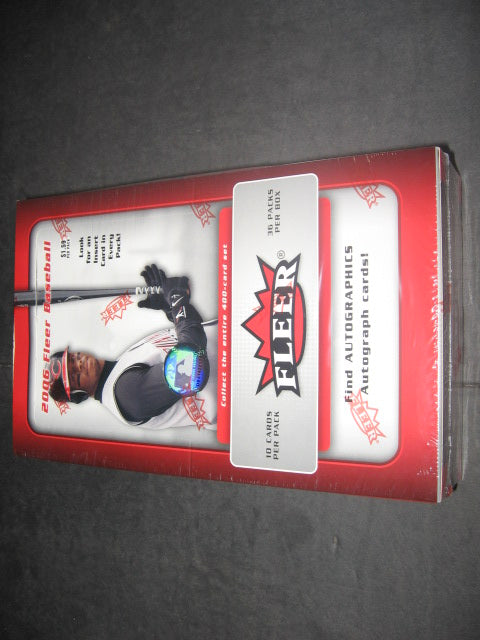 2006 Fleer Baseball
$1.59
Look
for an
Insert
Card in
Every
Pack!
Collect the entire 400-card set
10 CARDS
PER PACK
FLEER®
36 PACKS
PER BOX
Find AUTOGRAPHICS
Autograph cards!